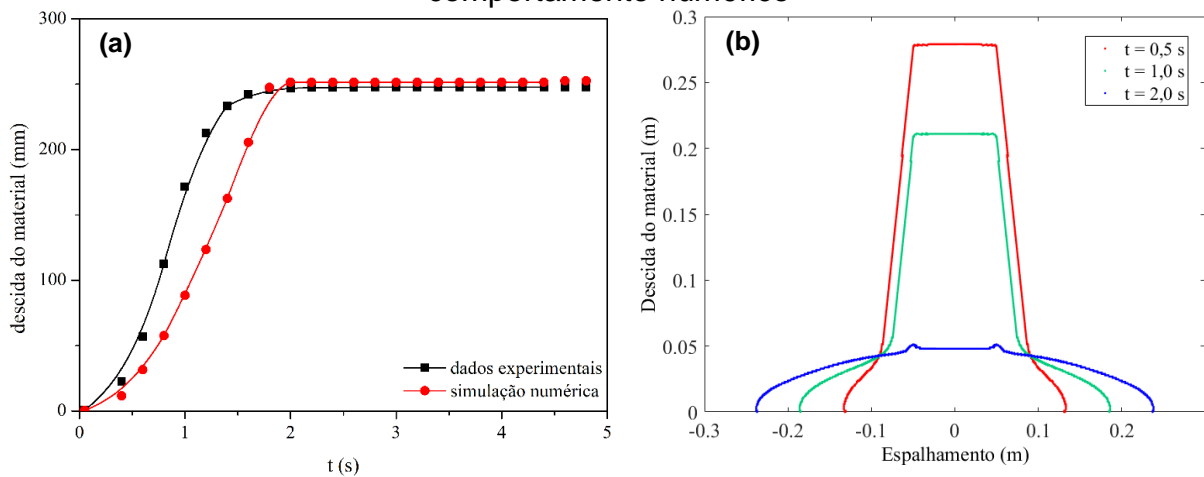 comportamento numérico
(a)
300
200
100
0
descida do material (mm)
0
1
2
3
4
5
t (s)
dados experimentais
simulação numérica
(b)
0.3
0.25
0.2
0.15
0.1
0.05
0
Descida do material (m)
-0.3
-0.2
-0.1
0
0.1
0.2
Espalhamento (m)
t = 0,5 s
t = 1,0 s
t = 2,0 s